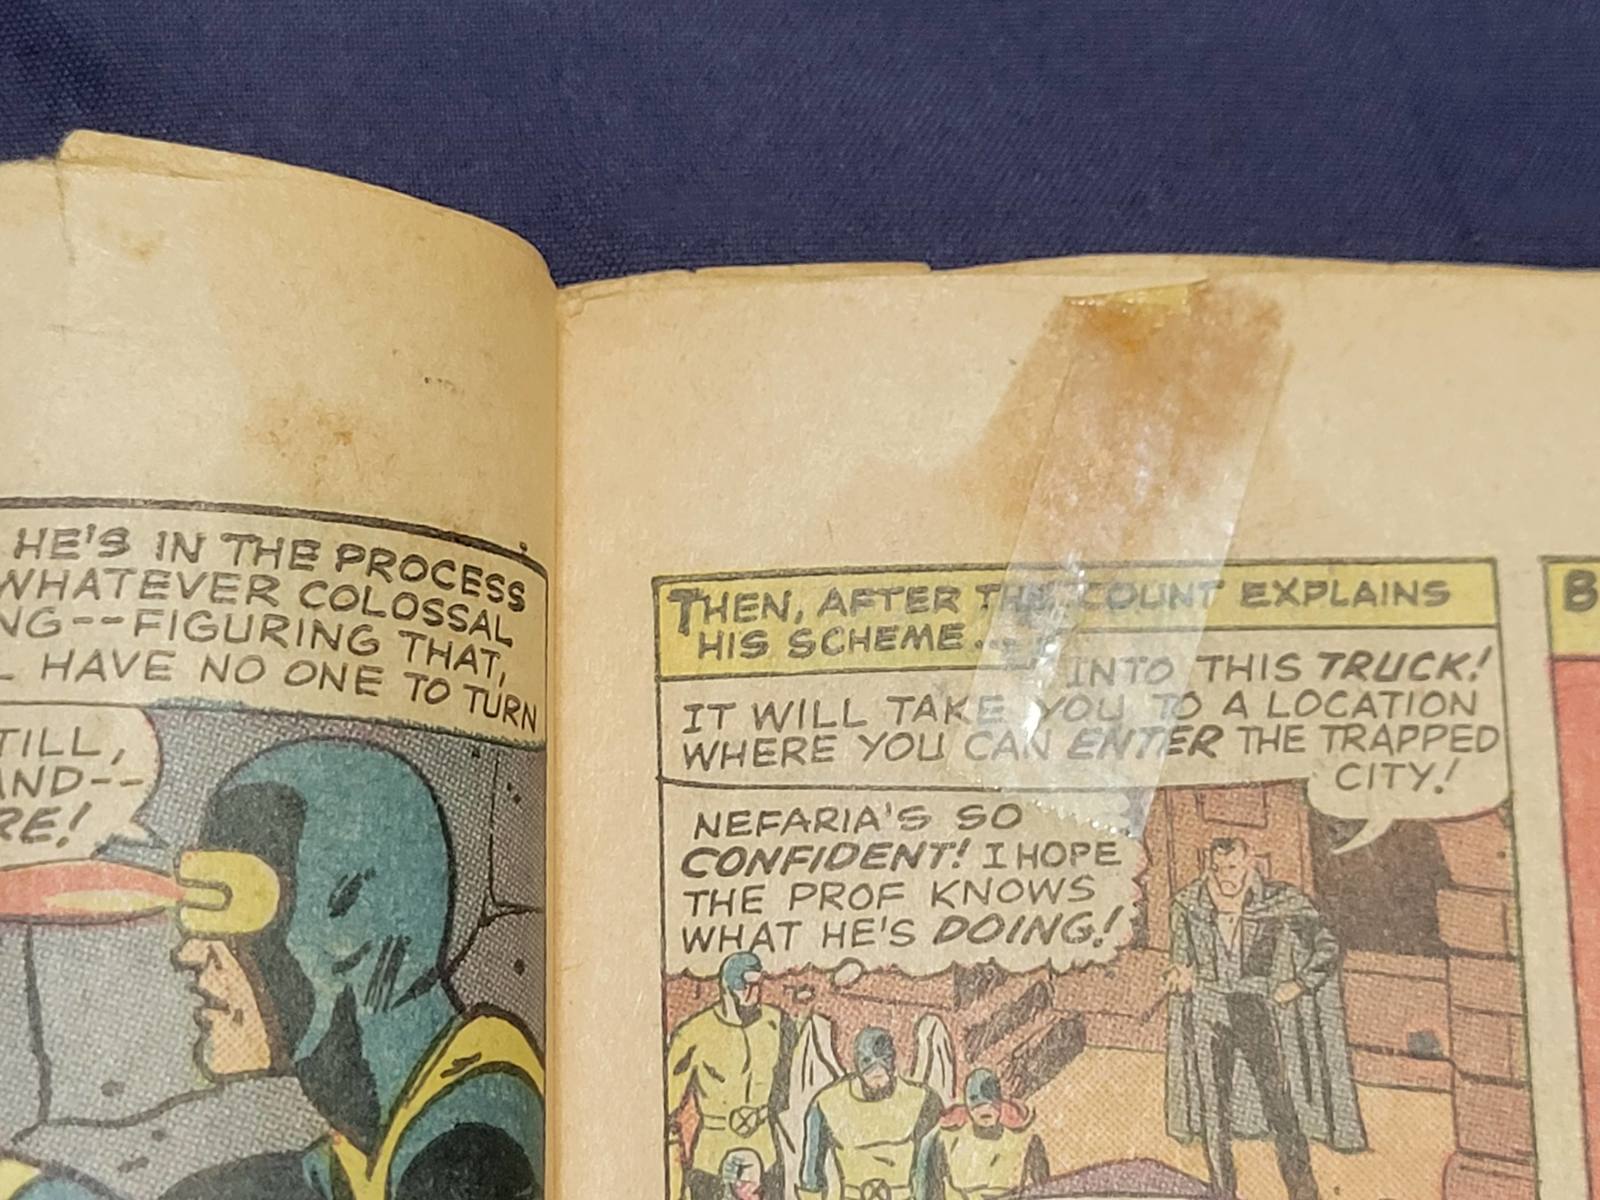 HE'S IN THE PROCESS
WHATEVER COLOSSAL
NG--FIGURING THAT,
L HAVE NO ONE TO TURN
TILL,
AND--
RE!
THEN, AFTER THE COUNT EXPLAINS
HIS SCHEME...
INTO THIS TRUCK!
IT WILL TAKE YOU TO A LOCATION
WHERE YOU CAN ENTER THE TRAPPED
CITY!
NEFARIA'S SO
CONFIDENT! I HOPE
THE PROF KNOWS
WHAT HE'S DOING!
B